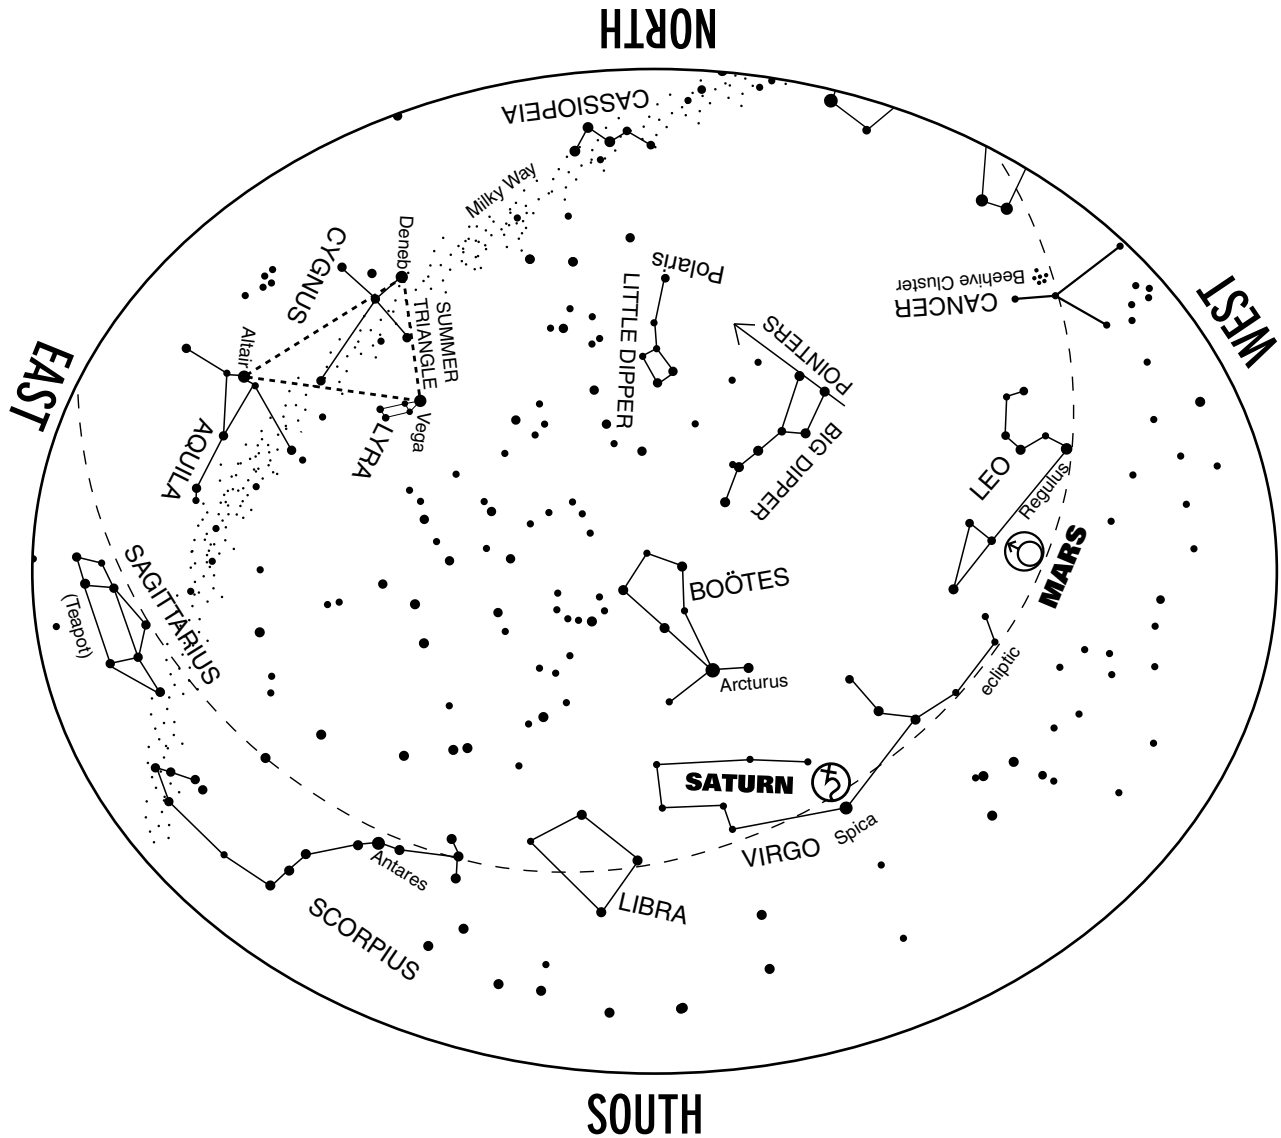 NORTH
CASSIOPEIA
Milky Way
CYGNUS
Deneb
Polaris
LITTLE DIPPER
Beehive Cluster
CANCER
WEST
SUMMER
TRIANGLE
POINTERS
EAST
Altair
Vega
LYRA
AQUILA
BIG DIPPER
LEO
Regulus
MARS
SAGITTARIUS
(Teapot)
BOÖTES
Arcturus
ecliptic
SATURN
Spica
VIRGO
Antares
LIBRA
SCORPIUS
SOUTH